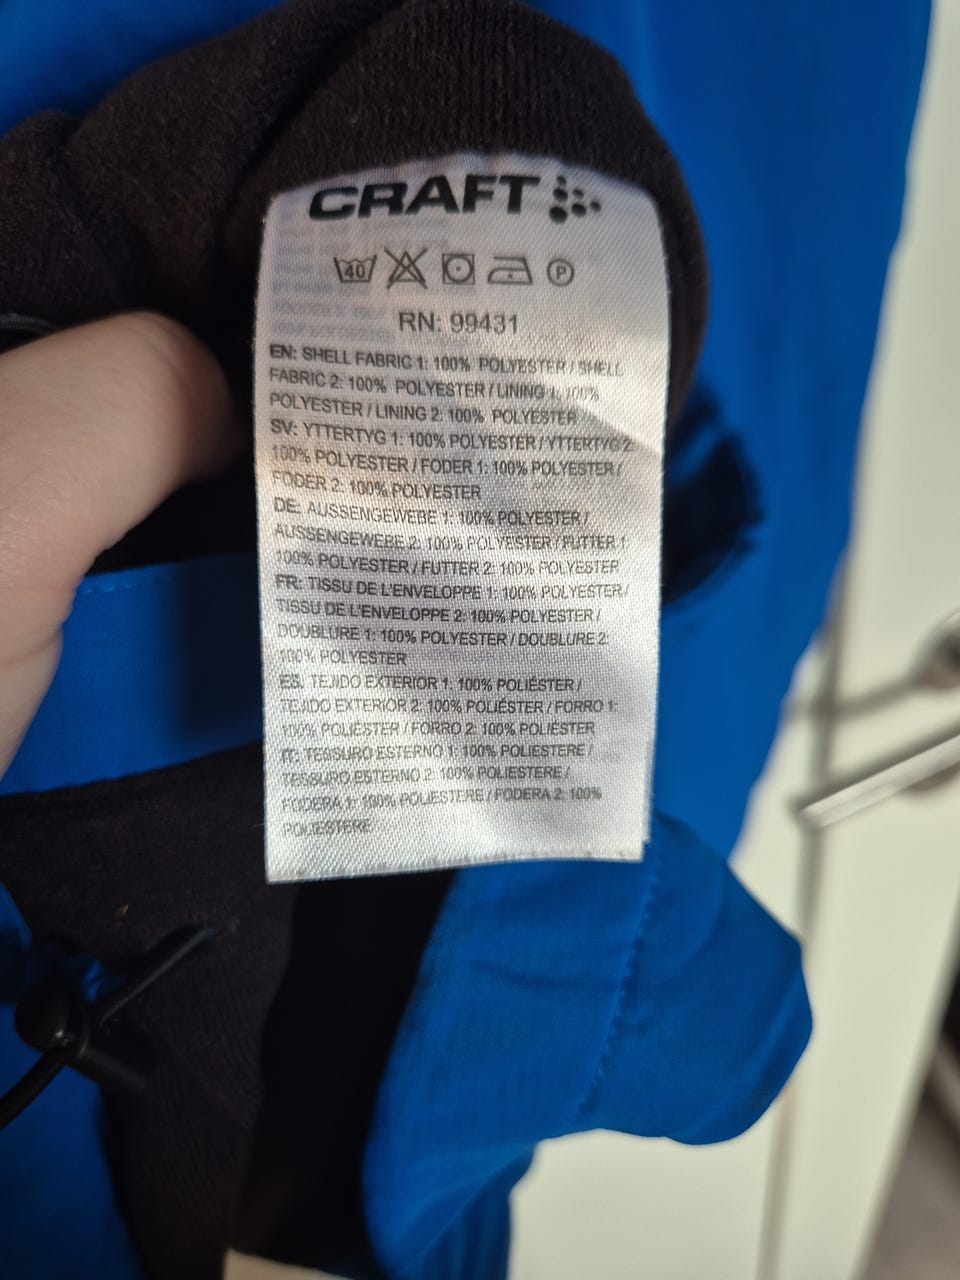 CRAFT
40 P
RN: 99431
EN: SHELL FABRIC 1: 100% POLYESTER / SHELL
FABRIC 2: 100% POLYESTER / LINING 1: 100%
POLYESTER / LINING 2: 100% POLYESTER
SV: YTTERTYG 1: 100% POLYESTER / YTTERTYG 2:
100% POLYESTER / FODER 1: 100% POLYESTER /
FODER 2: 100% POLYESTER
DE: AUSSENGEWEBE 1: 100% POLYESTER /
AUSSENGEWEBE 2: 100% POLYESTER / FUTTER 1:
100% POLYESTER / FUTTER 2: 100% POLYESTER
FR: TISSU DE L'ENVELOPPE 1: 100% POLYESTER /
TISSU DE L'ENVELOPPE 2: 100% POLYESTER /
DOUBLURE 1: 100% POLYESTER / DOUBLURE 2:
100% POLYESTER
ES: TEJIDO EXTERIOR 1: 100% POLIÉSTER /
TEJIDO EXTERIOR 2: 100% POLIÉSTER / FORRO 1:
100% POLIÉSTER / FORRO 2: 100% POLIÉSTER
IT: TESSURO ESTERNO 1: 100% POLIESTERE /
TESSURO ESTERNO 2: 100% POLIESTERE /
FODERA 1: 100% POLIESTERE / FODERA 2: 100%
POLIESTERE